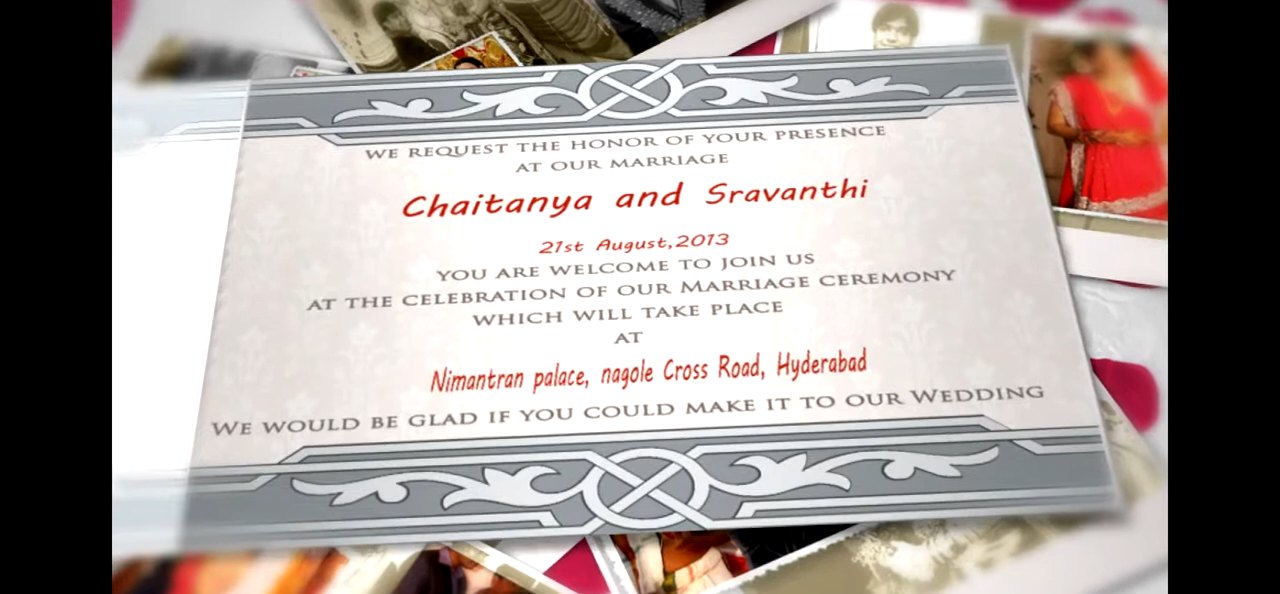 WE REQUEST THE HONOR OF YOUR PRESENCE
AT OUR MARRIAGE
Chaitanya and Sravanthi
21st August,2013
YOU ARE WELCOME TO JOIN US
AT THE CELEBRATION OF OUR MARRIAGE CEREMONY
WHICH WILL TAKE PLACE
AT
Nimantran palace, nagole Cross Road, Hyderabad
WE WOULD BE GLAD IF YOU COULD MAKE IT TO OUR WEDDING